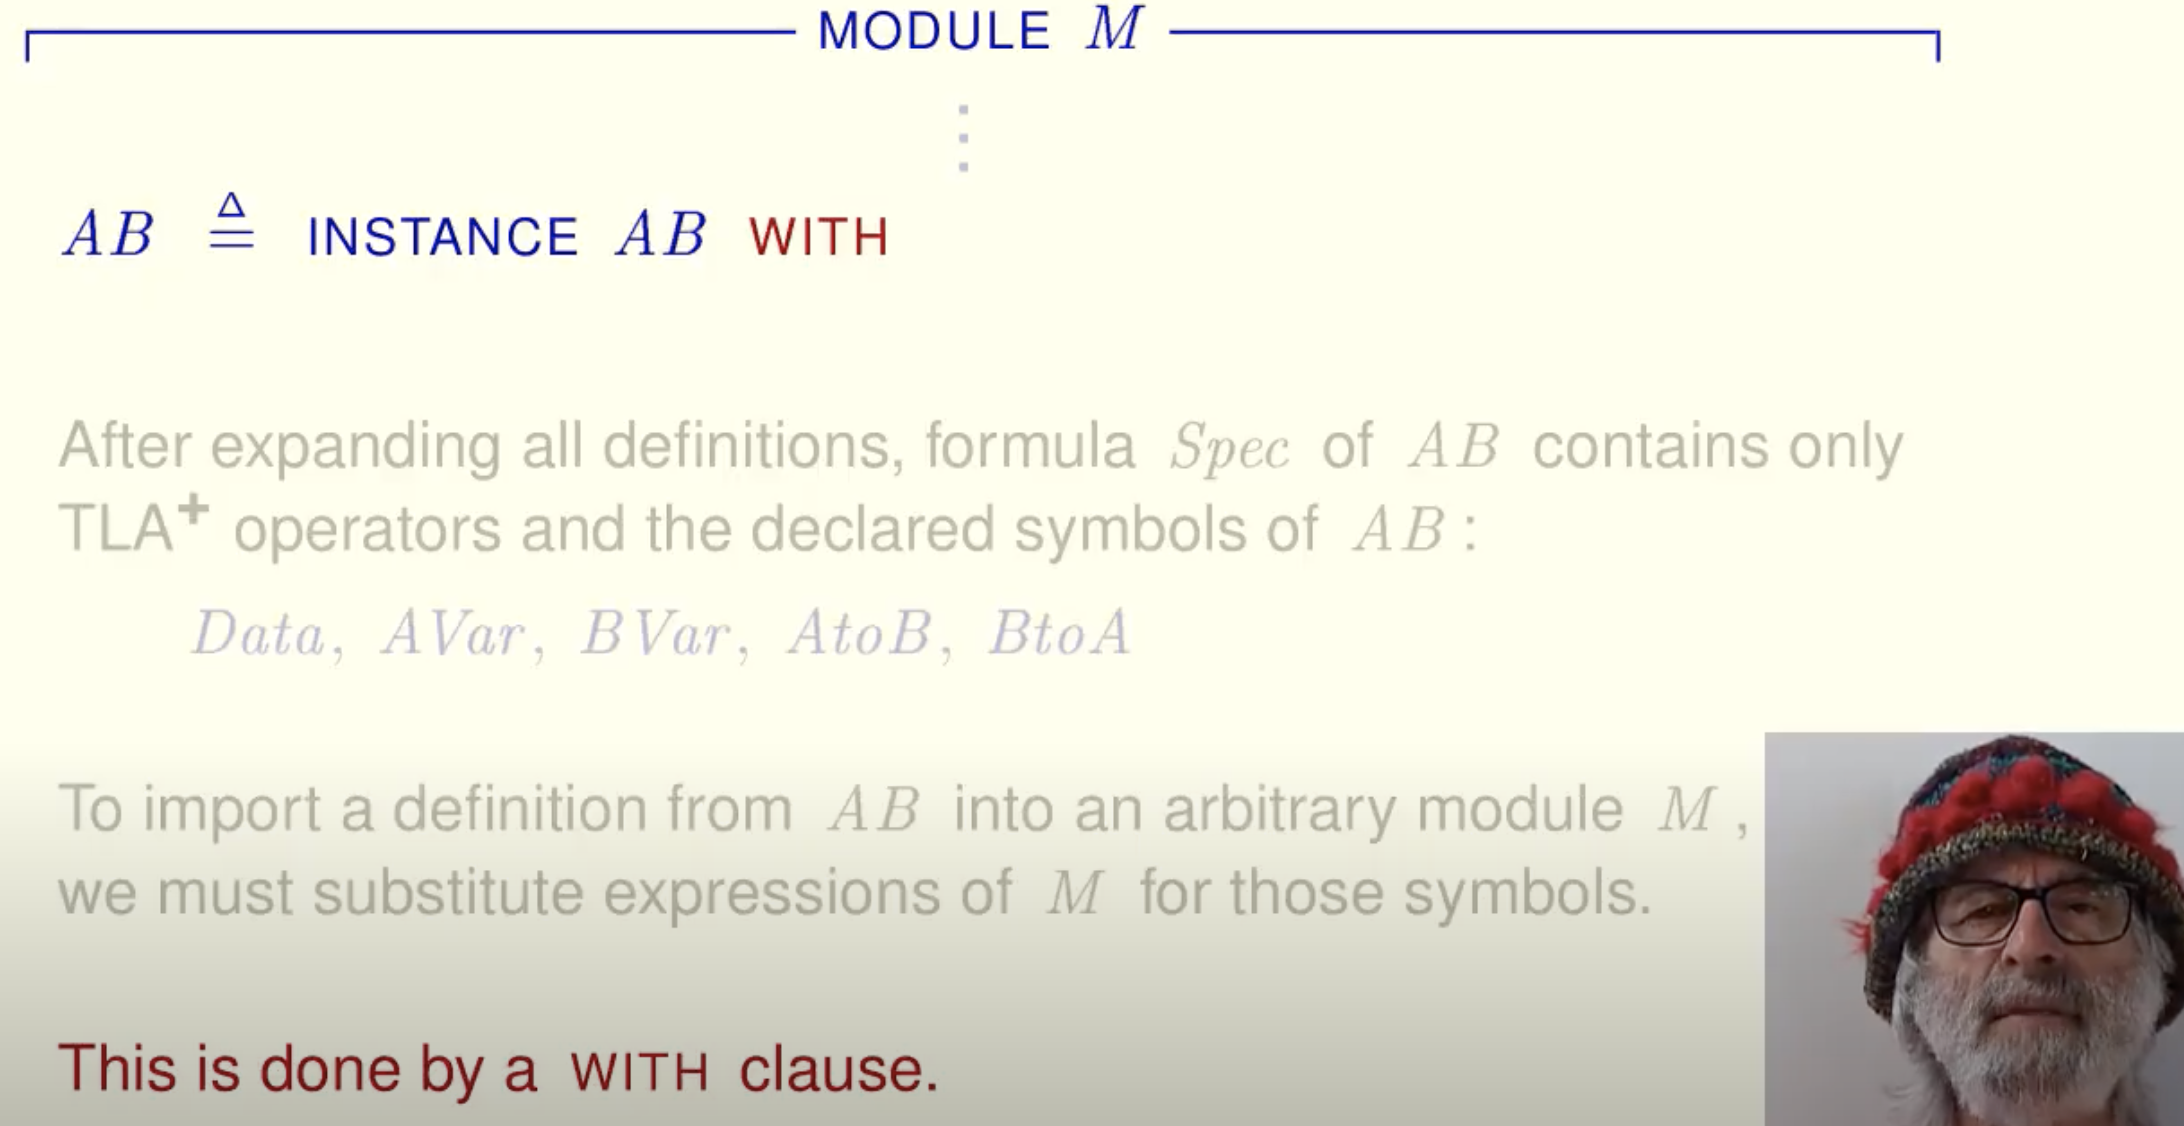 MODULE M
AB ≜ INSTANCE AB WITH
After expanding all definitions, formula Spec of AB contains only
TLA⁺ operators and the declared symbols of AB :
Data, AVar, BVar, AtoB, BtoA
To import a definition from AB into an arbitrary module M ,
we must substitute expressions of M for those symbols.
This is done by a WITH clause.